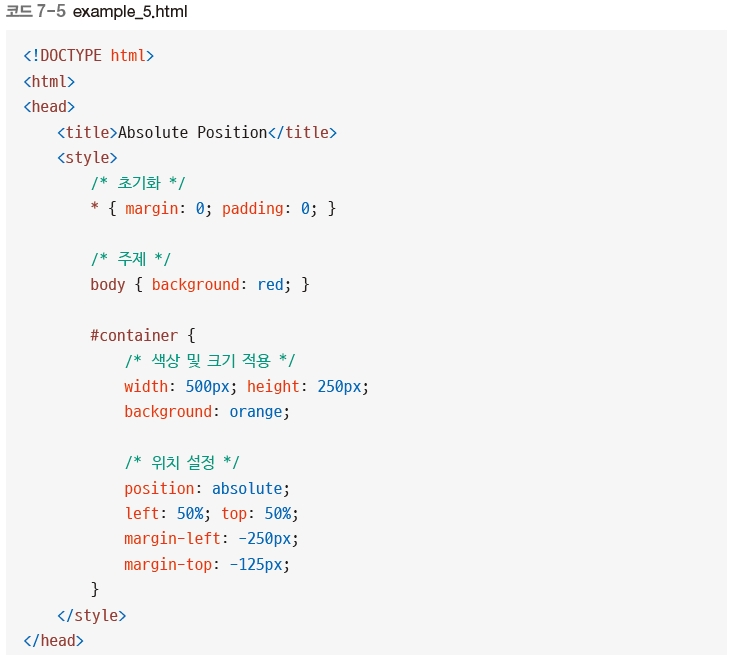 코드 7-5 example_5.html
<!DOCTYPE html>
<html>
<head>
    <title>Absolute Position</title>
    <style>
        /* 초기화 */
        * { margin: 0; padding: 0; }

        /* 주제 */
        body { background: red; }

        #container {
            /* 색상 및 크기 적용 */
            width: 500px; height: 250px;
            background: orange;

            /* 위치 설정 */
            position: absolute;
            left: 50%; top: 50%;
            margin-left: -250px;
            margin-top: -125px;
        }
    </style>
</head>